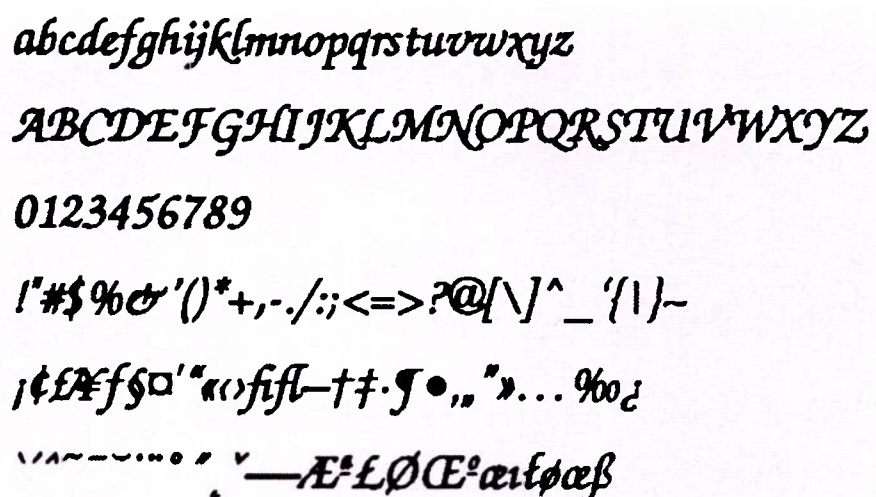 abcdefghijklmnopqrstuvwxyz
ABCDEFGHIJKLMNOPQRSTUVWXYZ
0123456789
!"#$%&'()*+,-./:;<=>?@[\]^_‘{|}~
¡¢£⁄¥ƒ§¤'“«‹›fifl–†‡·¶•‚„”»…‰¿
`´ˆ˜¯˘˙¨˚¸˝˛ˇ—ÆªŁØŒºæıłøœß